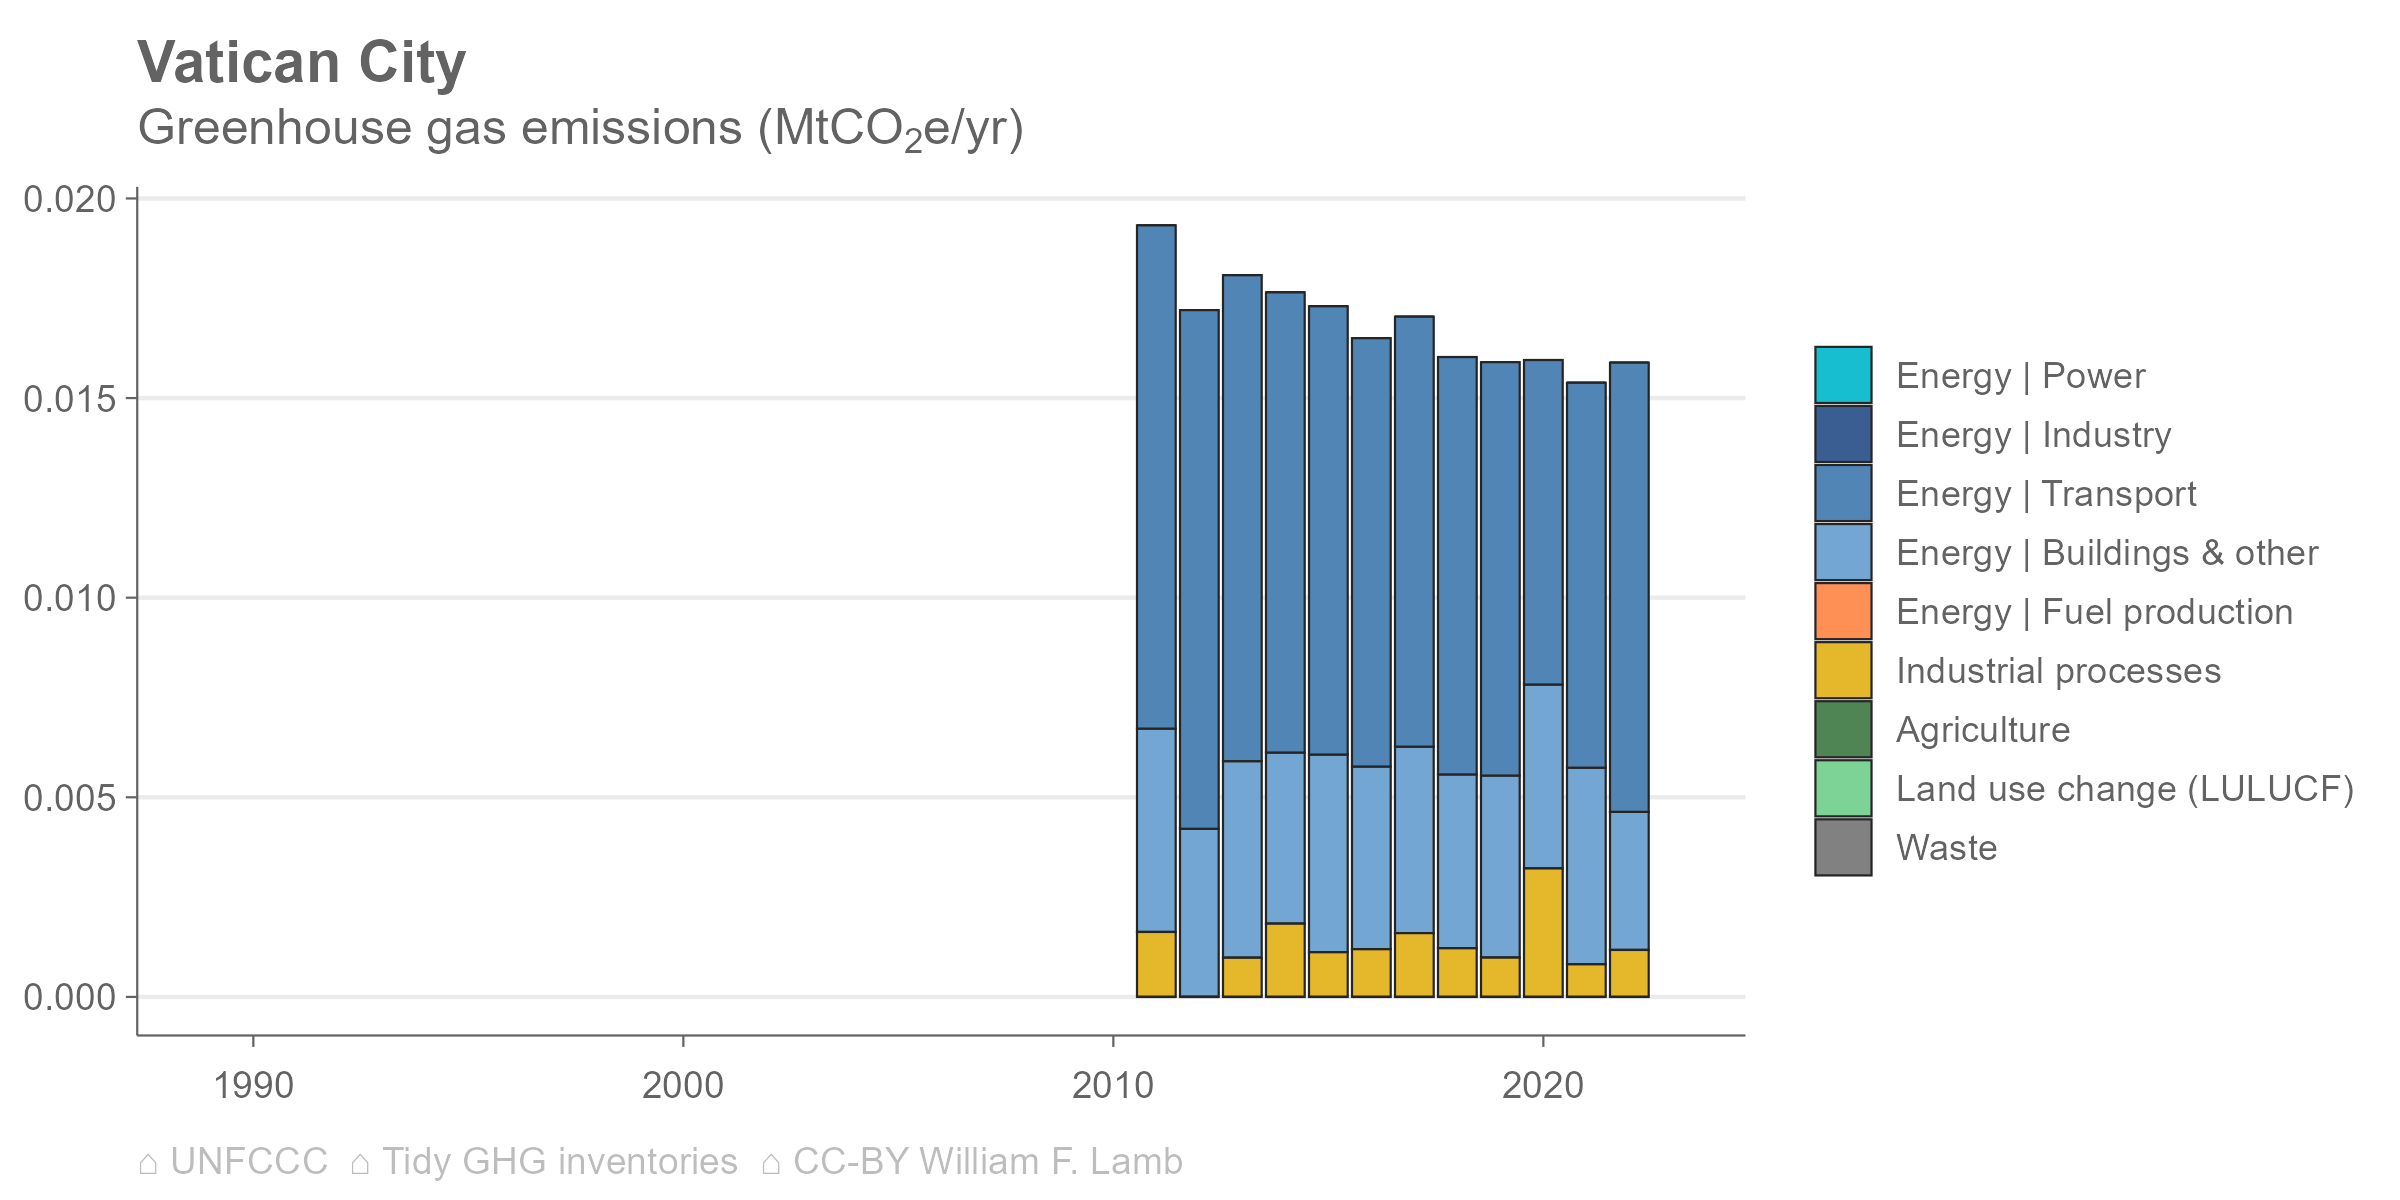 Vatican City
Greenhouse gas emissions (MtCO₂e/yr)
0.020
0.015
0.010
0.005
0.000
1990 2000 2010 2020
Energy | Power
Energy | Industry
Energy | Transport
Energy | Buildings & other
Energy | Fuel production
Industrial processes
Agriculture
Land use change (LULUCF)
Waste
⌂ UNFCCC ⌂ Tidy GHG inventories ⌂ CC-BY William F. Lamb